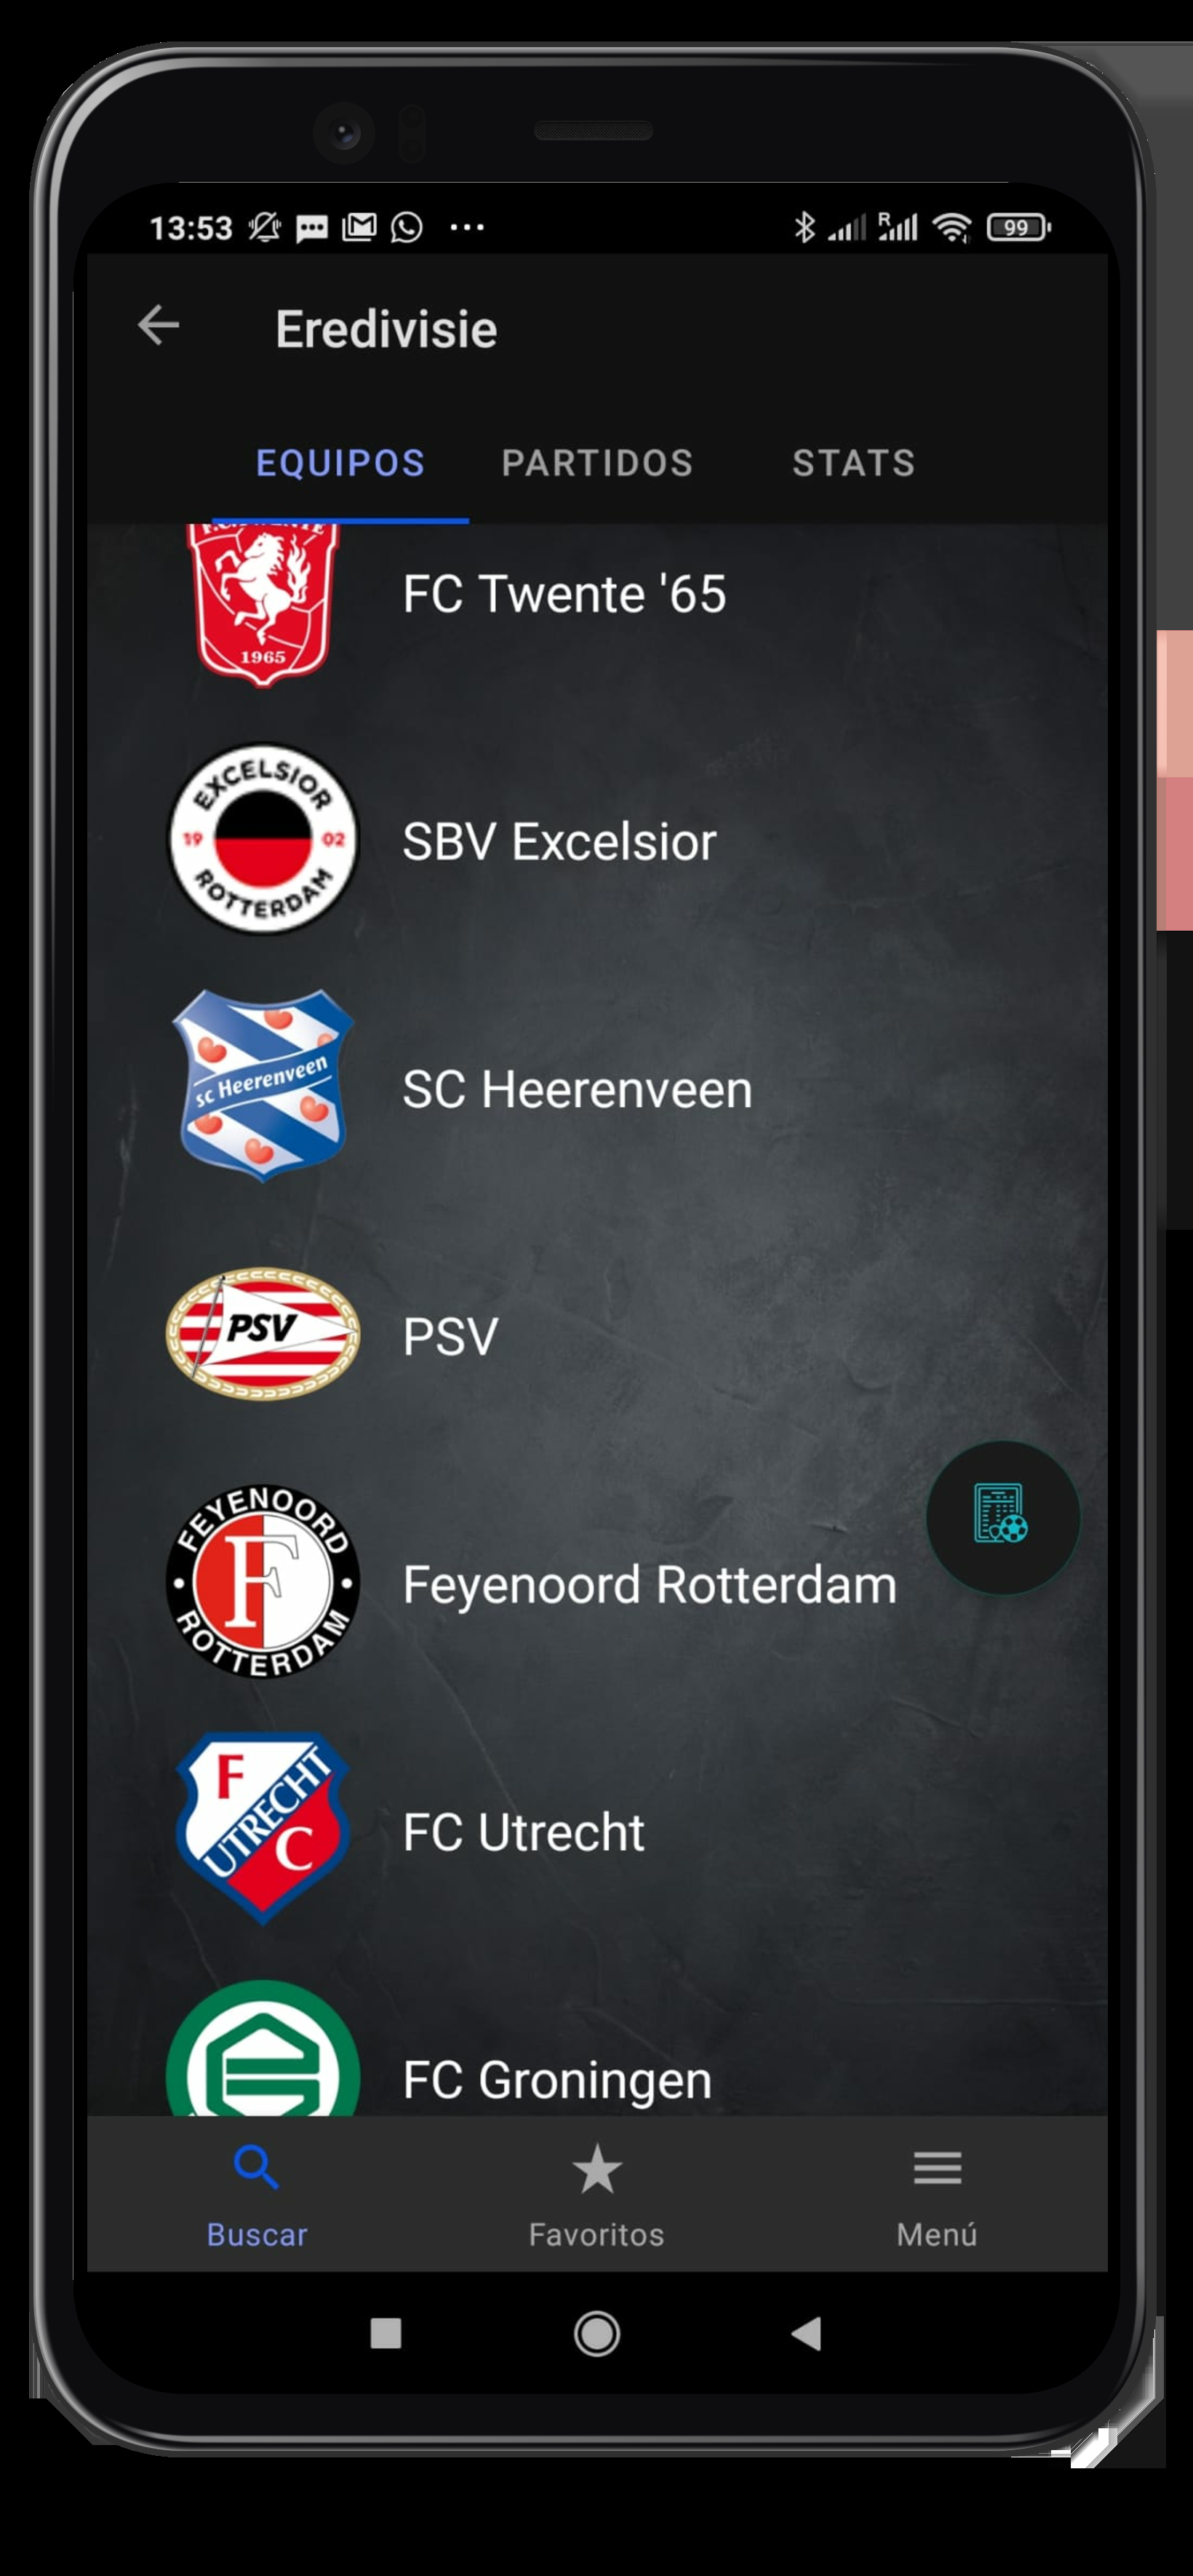 13:53
R
99
Eredivisie
EQUIPOS PARTIDOS STATS
1965
FC Twente '65
EXCELSIOR
19 02
ROTTERDAM
SBV Excelsior
sc Heerenveen
SC Heerenveen
PSV
PSV
FEYENOORD
F
ROTTERDAM
Feyenoord Rotterdam
F
UTRECHT
C
FC Utrecht
FC Groningen
Buscar Favoritos Menú